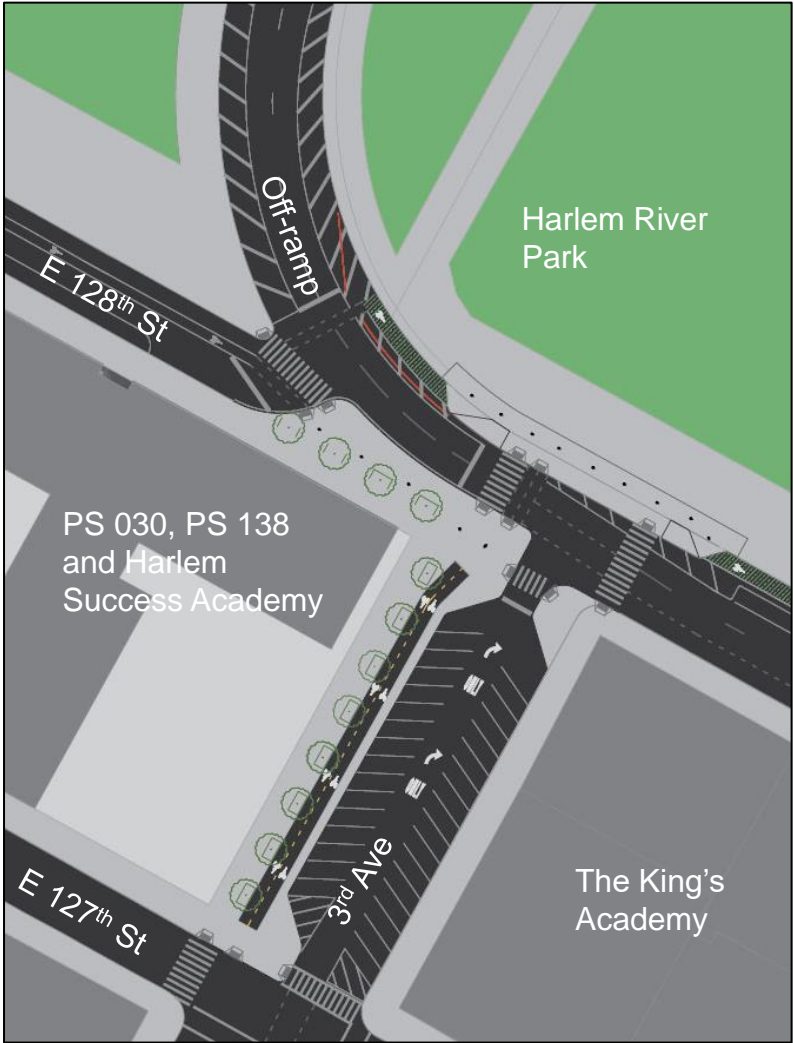 Off-ramp
Harlem River
Park
E 128th St
PS 030, PS 138
and Harlem
Success Academy
3rd Ave
The King's
Academy
E 127th St